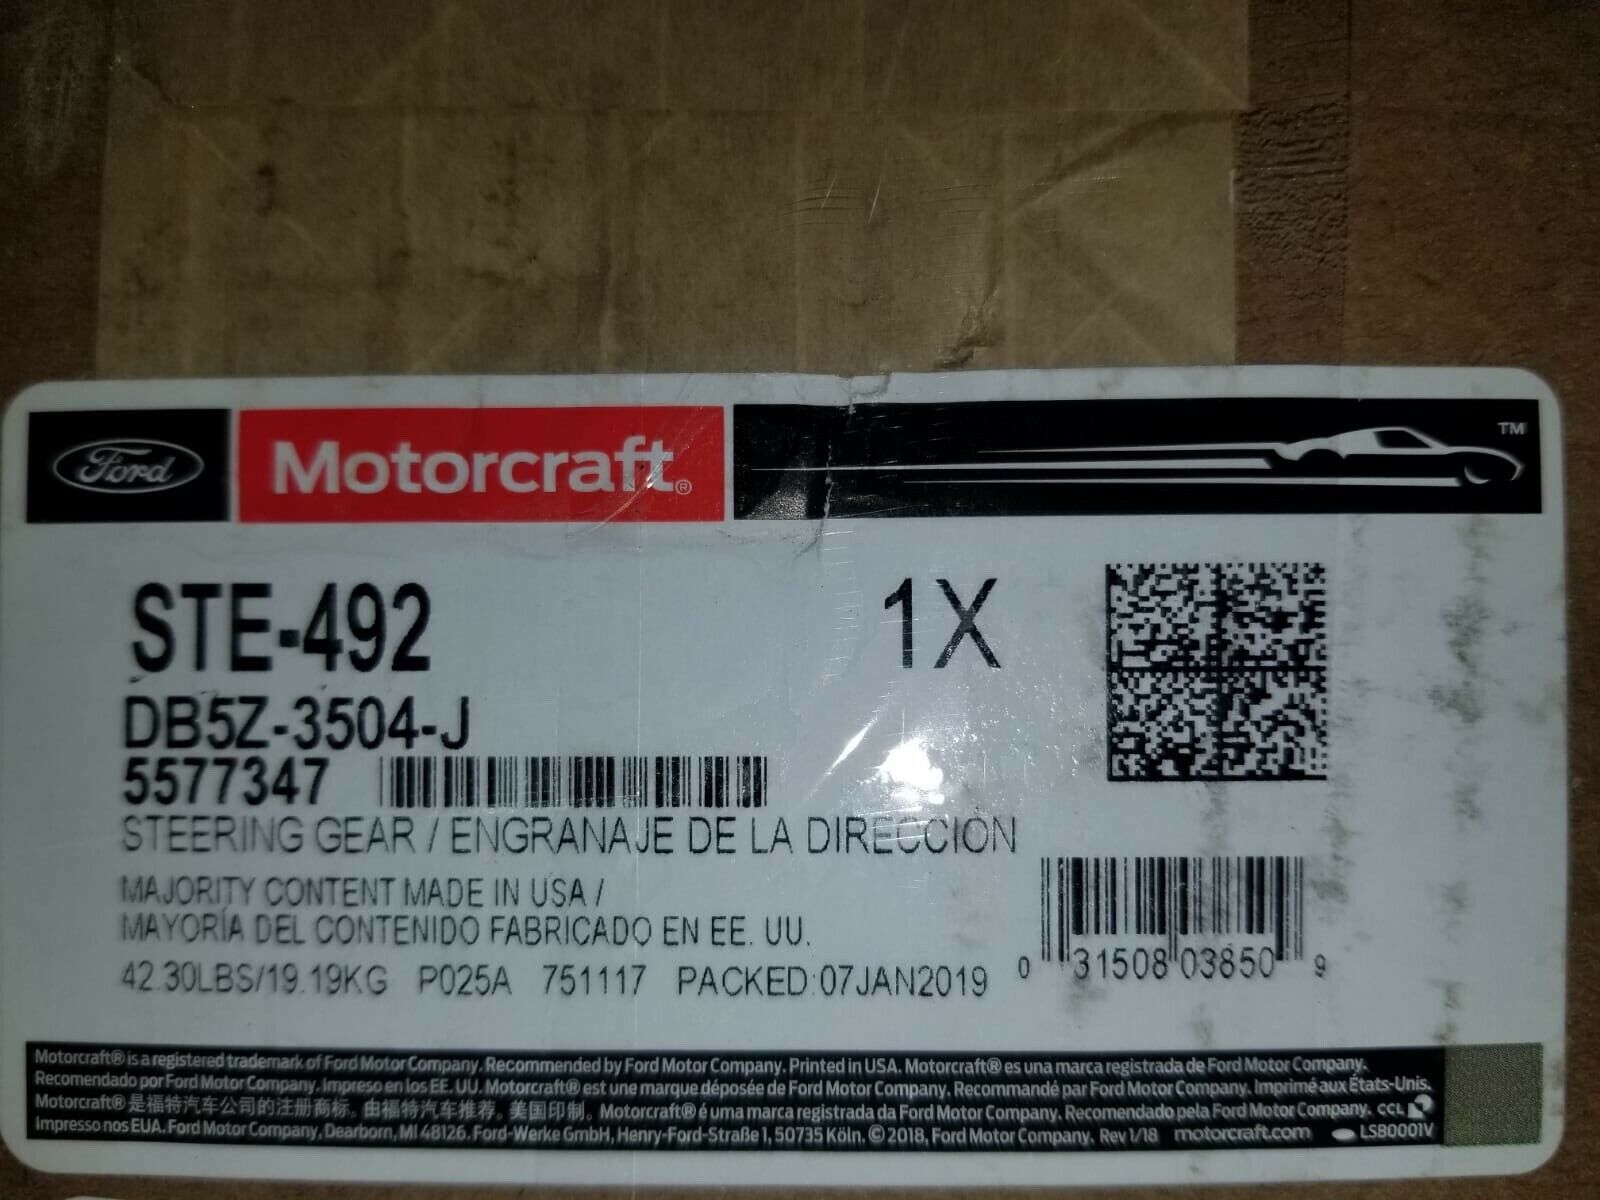 Ford Motorcraft® TM
STE-492 1X
DB5Z-3504-J
5577347
STEERING GEAR / ENGRANAJE DE LA DIRECCIÓN
MAJORITY CONTENT MADE IN USA /
MAYORÍA DEL CONTENIDO FABRICADO EN EE. UU.
42.30LBS/19.19KG P025A 751117 PACKED:07JAN2019
0 31508 03850 9
Motorcraft® is a registered trademark of Ford Motor Company. Recommended by Ford Motor Company. Printed in USA. Motorcraft® es una marca registrada de Ford Motor Company.
Recomendado por Ford Motor Company. Impreso en los EE. UU. Motorcraft® est une marque déposée de Ford Motor Company. Recommandé par Ford Motor Company. Imprimé aux États-Unis.
Motorcraft® 是福特汽车公司的注册商标。由福特汽车推荐。美国印制。Motorcraft® é uma marca registrada da Ford Motor Company. Recomendado pela Ford Motor Company. CCL
Impresso nos EUA. Ford Motor Company, Dearborn, MI 48126. Ford-Werke GmbH, Henry-Ford-Straße 1, 50735 Köln. © 2018, Ford Motor Company. Rev 1/18 motorcraft.com LSB0001V